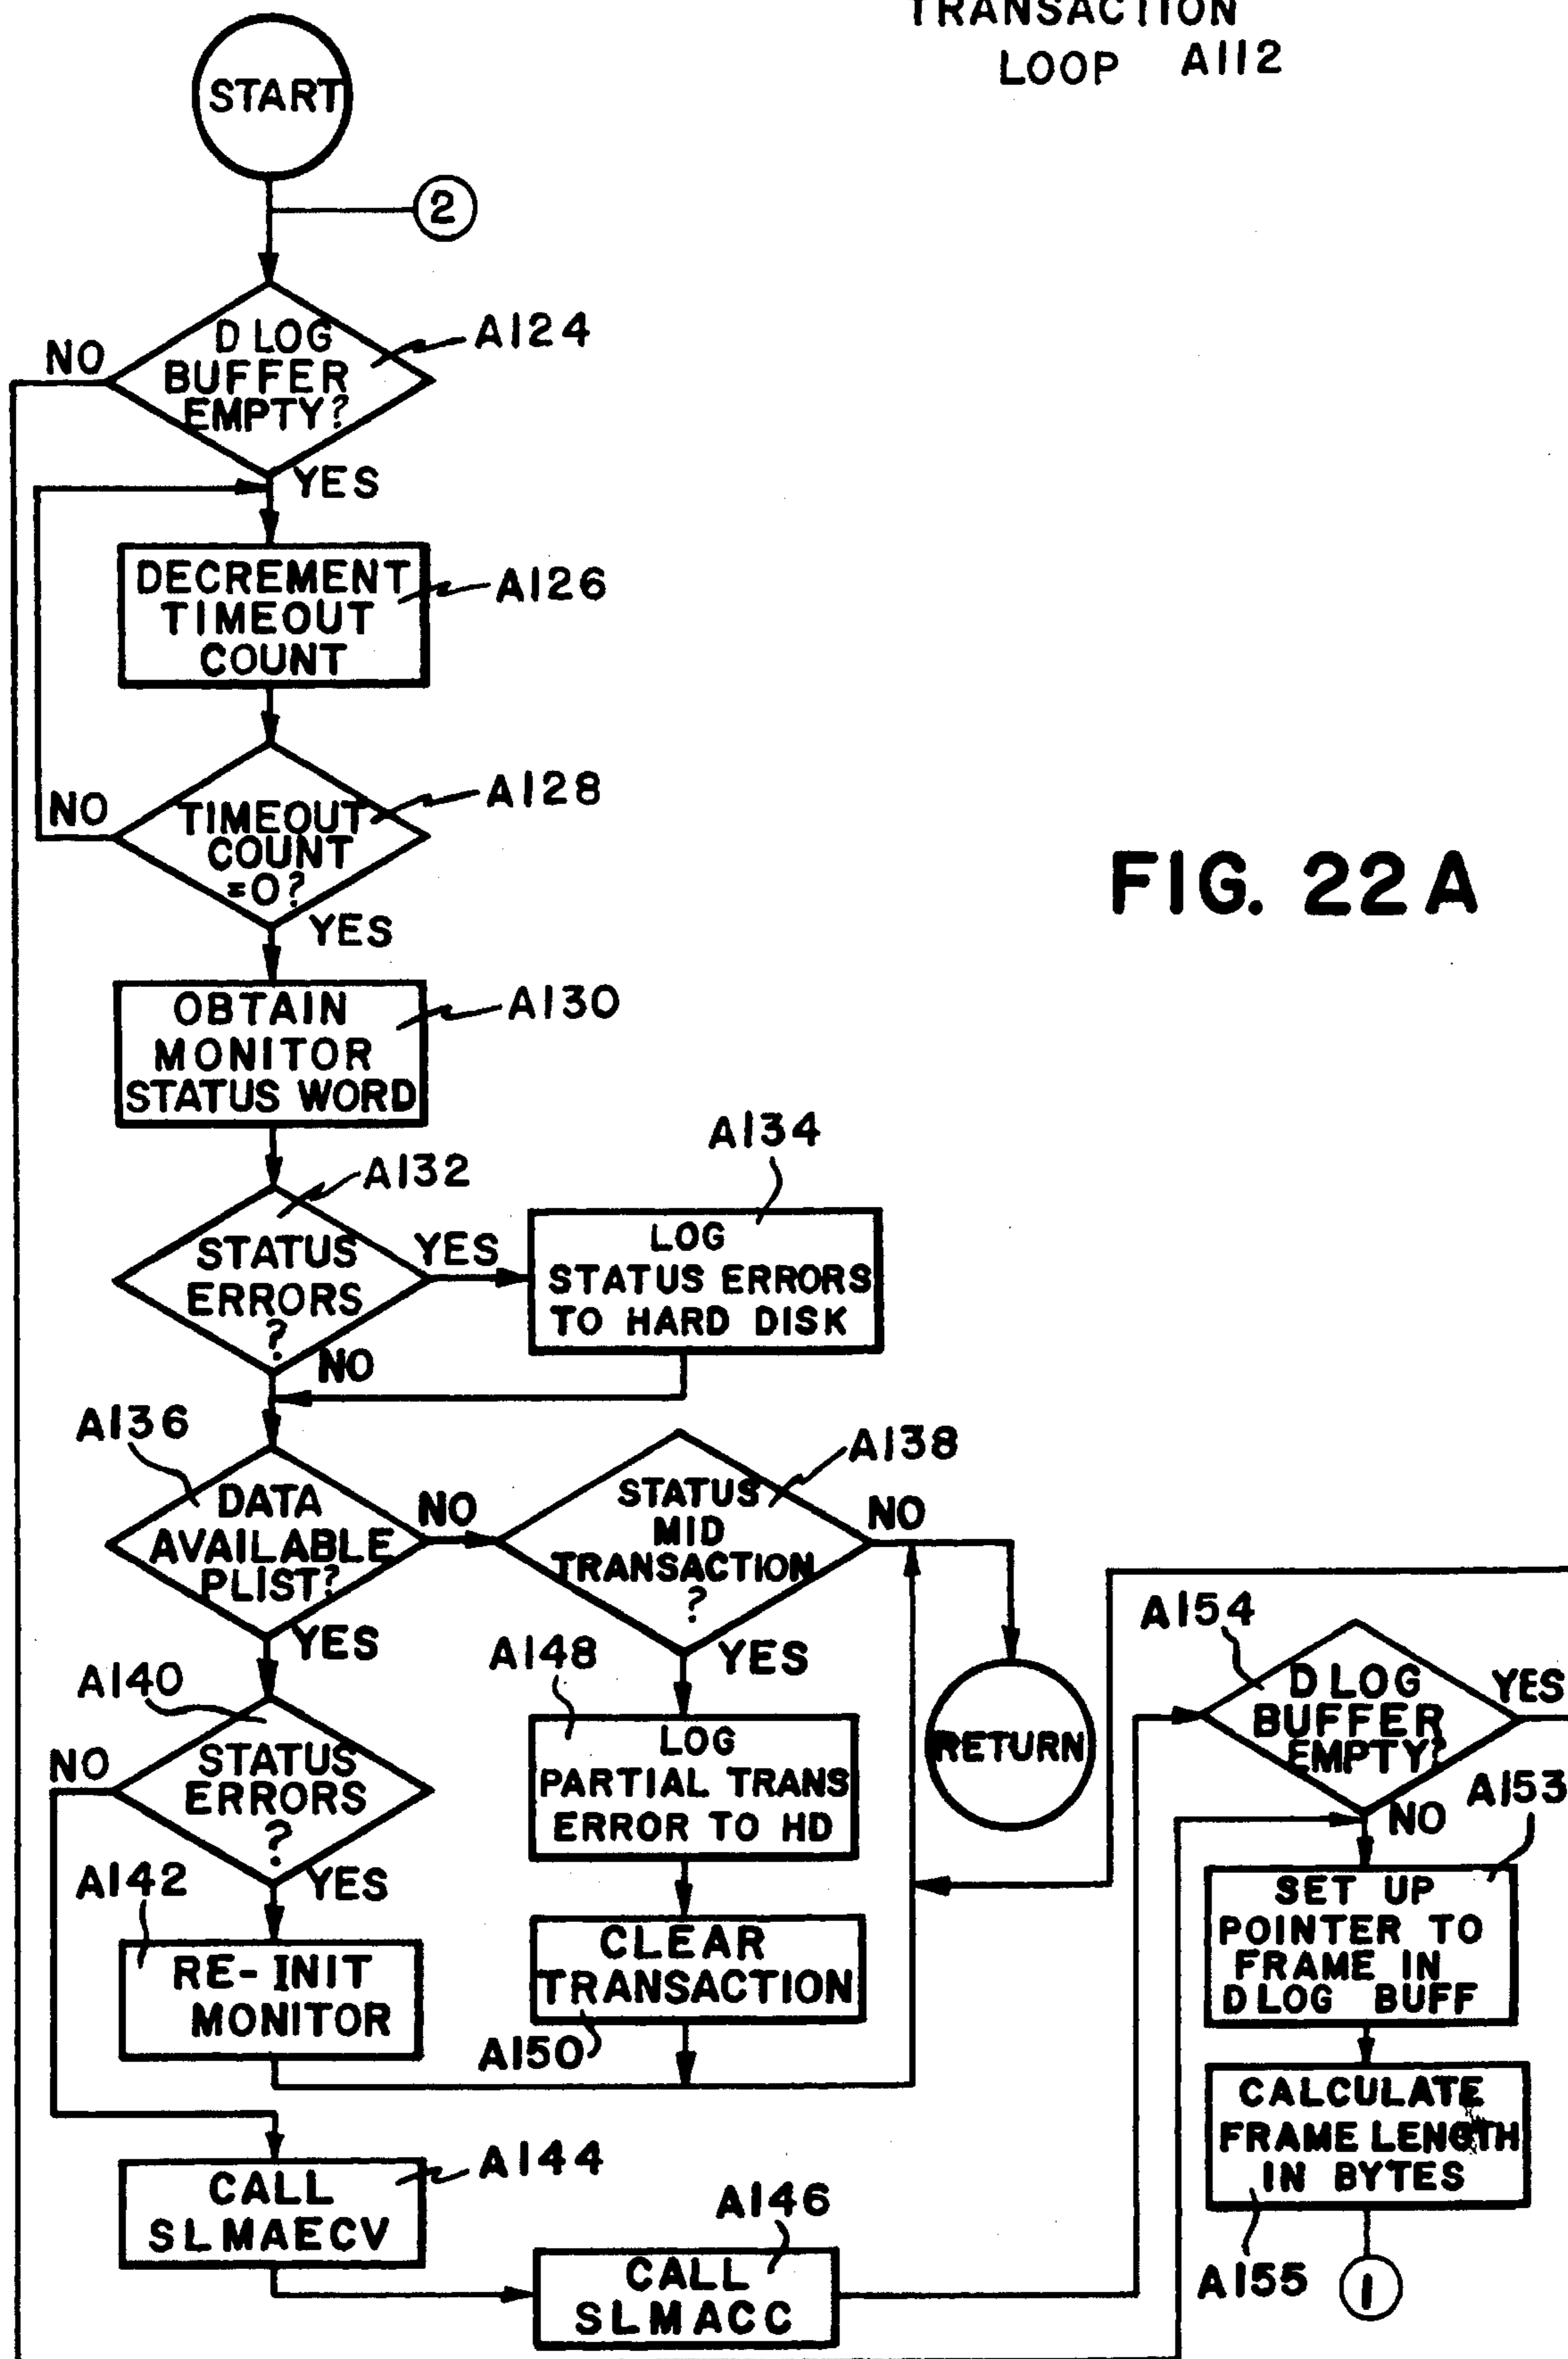 TRANSACTION
LOOP A112
START
2
D LOG
BUFFER
EMPTY?
A124
NO
YES
DECREMENT
TIMEOUT
COUNT
A126
TIMEOUT
COUNT
=0?
A128
NO
YES
FIG. 22A
OBTAIN
MONITOR
STATUS WORD
A130
A132
STATUS
ERRORS
?
YES
NO
A134
LOG
STATUS ERRORS
TO HARD DISK
A136
DATA
AVAILABLE
PLIST?
NO
YES
A138
STATUS
MID
TRANSACTION
?
NO
YES
RETURN
A140
STATUS
ERRORS
?
NO
YES
A148
LOG
PARTIAL TRANS
ERROR TO HD
A142
RE-INIT
MONITOR
CLEAR
TRANSACTION
A150
A144
CALL
SLMAECV
A146
CALL
SLMACC
A154
D LOG
BUFFER
EMPTY?
YES
NO
A153
SET UP
POINTER TO
FRAME IN
D LOG BUFF
CALCULATE
FRAME LENGTH
IN BYTES
A155
1